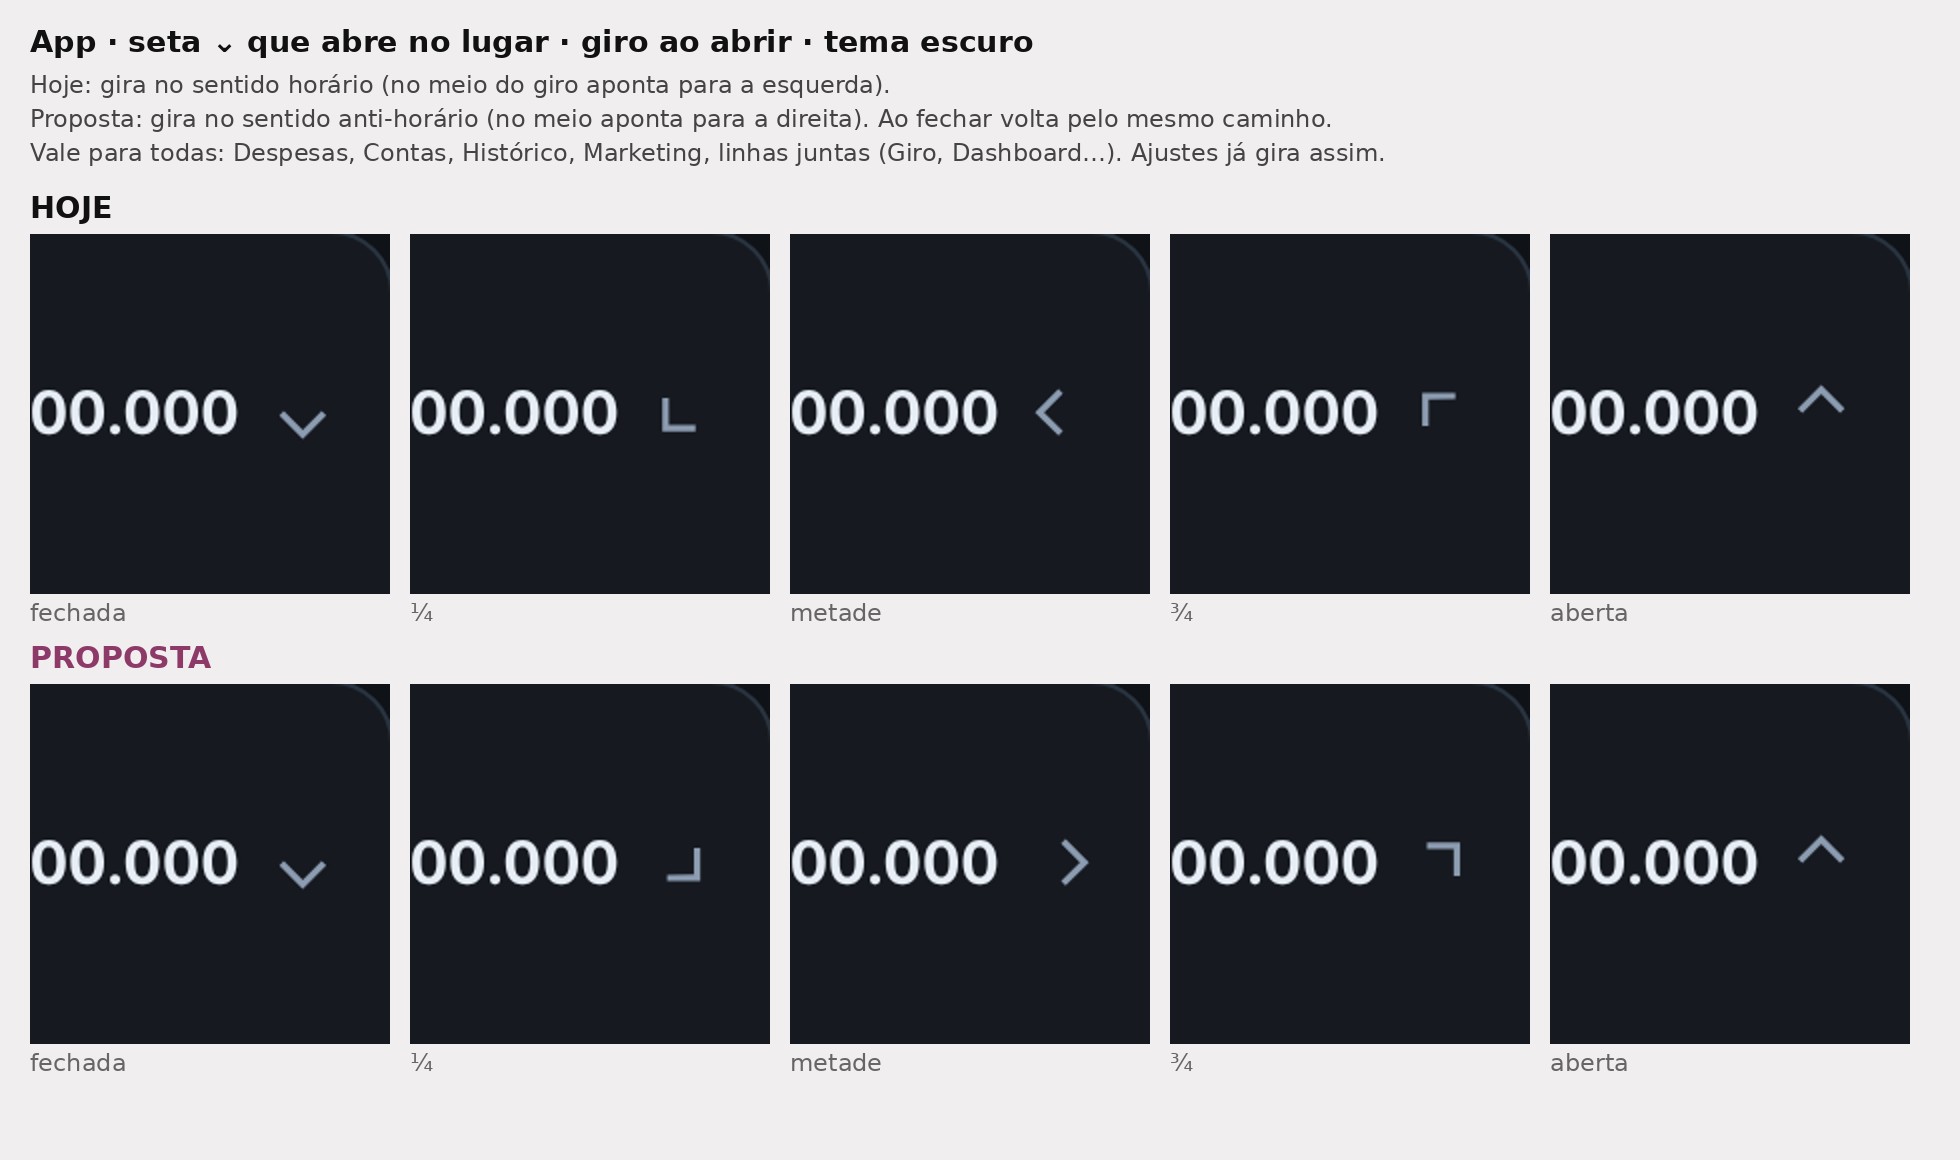 App · seta ⌄ que abre no lugar · giro ao abrir · tema escuro
Hoje: gira no sentido horário (no meio do giro aponta para a esquerda).
Proposta: gira no sentido anti-horário (no meio aponta para a direita). Ao fechar volta pelo mesmo caminho.
Vale para todas: Despesas, Contas, Histórico, Marketing, linhas juntas (Giro, Dashboard...). Ajustes já gira assim.
HOJE
00.000 00.000 00.000 00.000 00.000
fechada ¼ metade ¾ aberta
PROPOSTA
00.000 00.000 00.000 00.000 00.000
fechada ¼ metade ¾ aberta